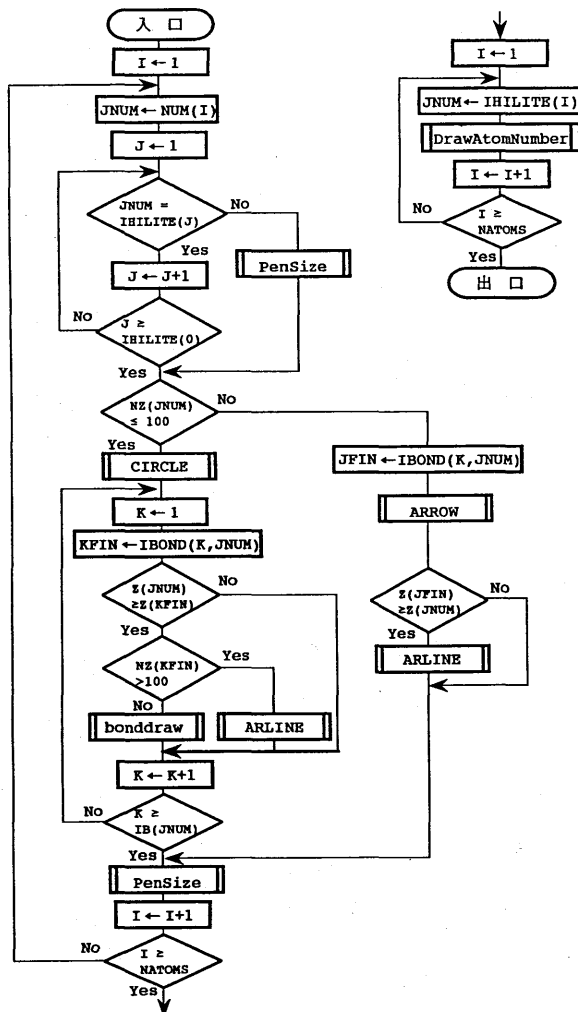 入口
I←1
JNUM←NUM(I)
J←1
JNUM =
IHILITE(J)
No
Yes
PenSize
J←J+1
No
J ≥
IHILITE(0)
Yes
NZ(JNUM)
≤ 100
No
Yes
CIRCLE
JFIN←IBOND(K,JNUM)
K←1
ARROW
KFIN←IBOND(K,JNUM)
Z(JNUM)
≥Z(KFIN)
No
Yes
Z(JFIN)
≥Z(JNUM)
No
Yes
ARLINE
NZ(KFIN)
>100
Yes
No
bonddraw
ARLINE
K←K+1
No
K ≥
IB(JNUM)
Yes
PenSize
I←I+1
No
I ≥
NATOMS
Yes
I←1
JNUM←IHILITE(I)
DrawAtomNumber
I←I+1
No
I ≥
NATOMS
Yes
出口